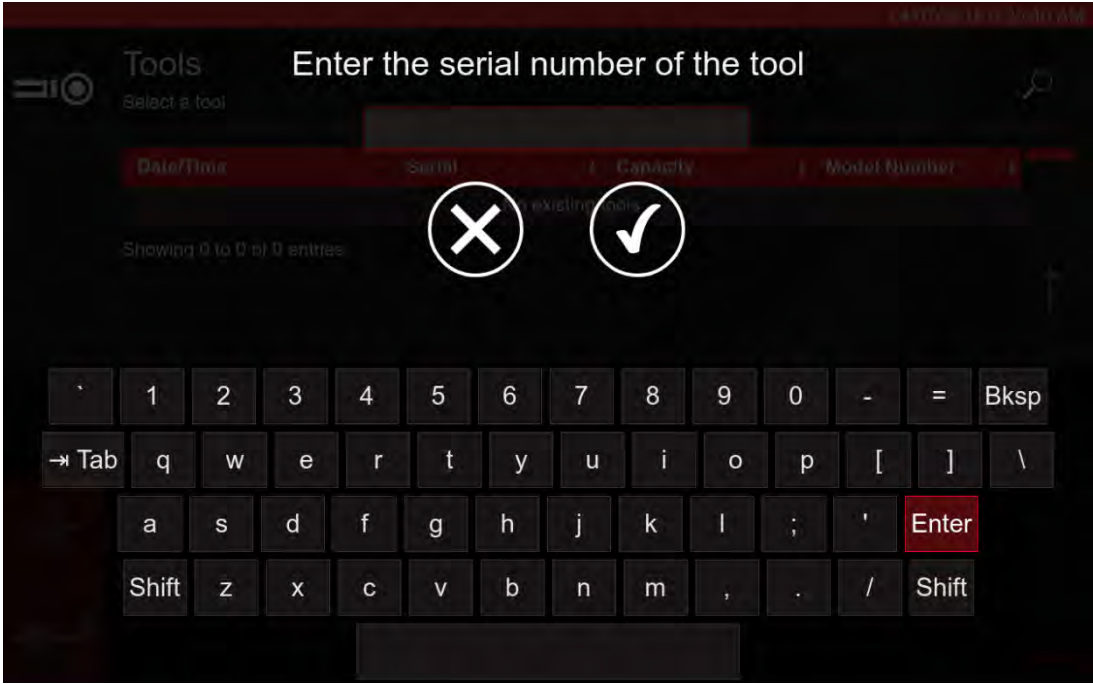 Tools
Enter the serial number of the tool
Select a tool
Date/Time Serial Capacity Model Number
existing tools
Showing 0 to 0 of 0 entries
` 1 2 3 4 5 6 7 8 9 0 - = Bksp
⇥ Tab q w e r t y u i o p [ ] \
a s d f g h j k l ; ' Enter
Shift z x c v b n m , . / Shift